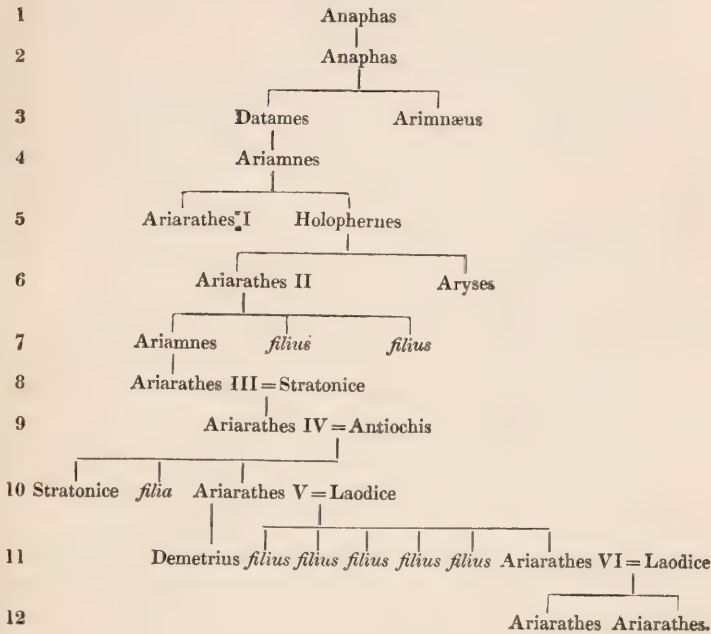 1 Anaphas
2 Anaphas
3 Datames Arimnæus
4 Ariamnes
5 Ariarathes I Holophernes
6 Ariarathes II Aryses
7 Ariamnes filius filius
8 Ariarathes III = Stratonice
9 Ariarathes IV = Antiochis
10 Stratonice filia Ariarathes V = Laodice
11 Demetrius filius filius filius filius filius Ariarathes VI = Laodice
12 Ariarathes Ariarathes.